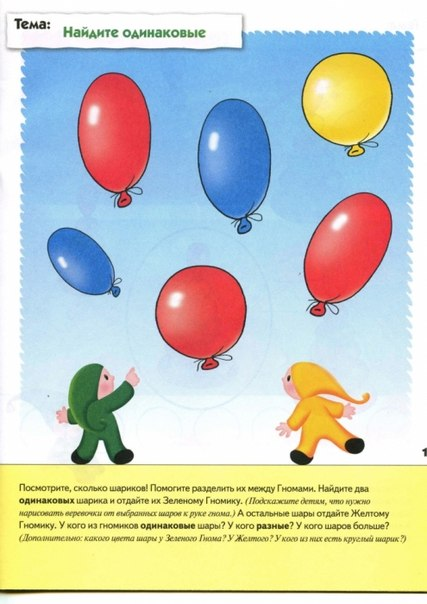 Тема:
Найдите одинаковые
1
Посмотрите, сколько шариков! Помогите разделить их между Гномами. Найдите два
одинаковых шарика и отдайте их Зеленому Гномику. (Подскажите детям, что нужно
нарисовать веревочки от выбранных шаров к руке гнома.) А остальные шары отдайте Желтому
Гномику. У кого из гномиков одинаковые шары? У кого разные? У кого шаров больше?
(Дополнительно: какого цвета шары у Зеленого Гнома? У Желтого? У кого из них есть круглый шарик?)